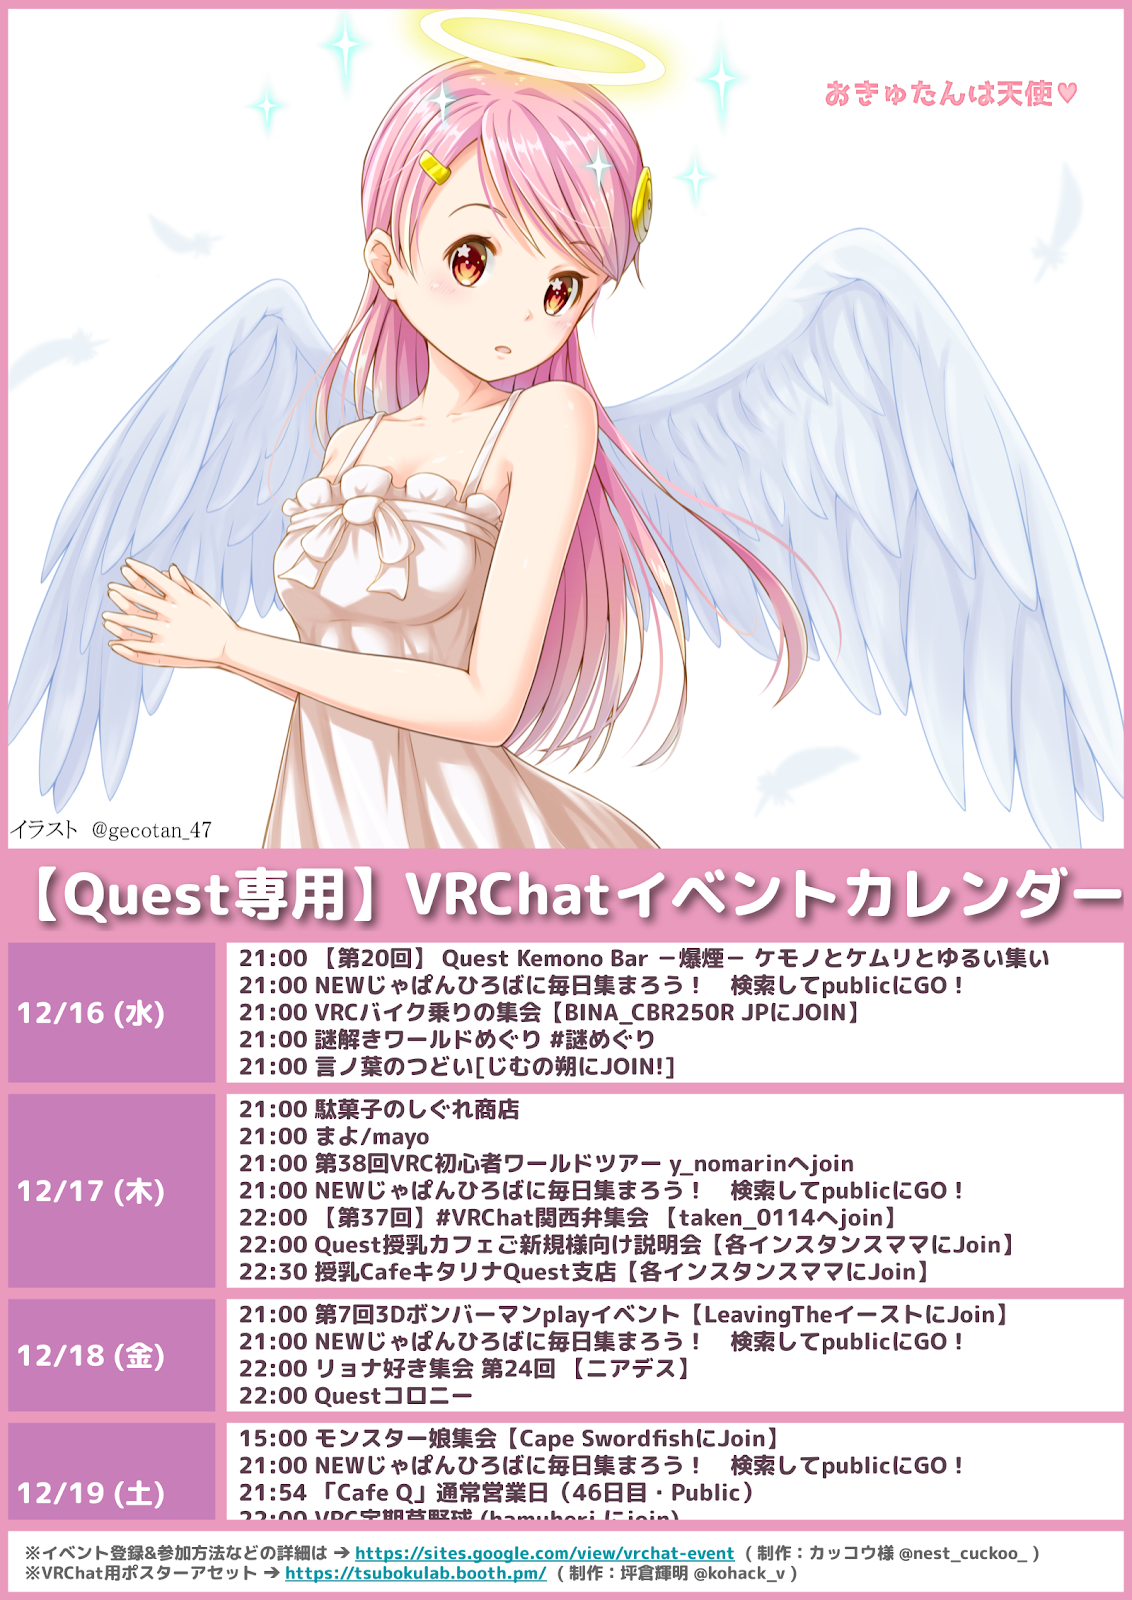 おきゅたんは天使♥
イラスト @gecotan_47
【Quest専用】VRChatイベントカレンダー
12/16 (水)
21:00 【第20回】 Quest Kemono Bar －爆煙－ ケモノとケムリとゆるい集い
21:00 NEWじゃぱんひろばに毎日集まろう！　検索してpublicにGO！
21:00 VRCバイク乗りの集会【BINA_CBR250R JPにJOIN】
21:00 謎解きワールドめぐり #謎めぐり
21:00 言ノ葉のつどい[じむの朔にJOIN!]
12/17 (木)
21:00 駄菓子のしぐれ商店
21:00 まよ/mayo
21:00 第38回VRC初心者ワールドツアー y_nomarinへjoin
21:00 NEWじゃぱんひろばに毎日集まろう！　検索してpublicにGO！
22:00 【第37回】#VRChat関西弁集会 【taken_0114へjoin】
22:00 Quest授乳カフェご新規様向け説明会【各インスタンスママにJoin】
22:30 授乳CafeキタリナQuest支店【各インスタンスママにJoin】
12/18 (金)
21:00 第7回3Dボンバーマンplayイベント【LeavingTheイーストにJoin】
21:00 NEWじゃぱんひろばに毎日集まろう！　検索してpublicにGO！
22:00 リョナ好き集会 第24回 【ニアデス】
22:00 Questコロニー
12/19 (土)
15:00 モンスター娘集会【Cape SwordfishにJoin】
21:00 NEWじゃぱんひろばに毎日集まろう！　検索してpublicにGO！
21:54 「Cafe Q」通常営業日（46日目・Public）
22:00 VRC定期草野球 (hamuheri にjoin)
※イベント登録&参加方法などの詳細は ➔ https://sites.google.com/view/vrchat-event （制作：カッコウ様 @nest_cuckoo_ ）
※VRChat用ポスターアセット ➔ https://tsubokulab.booth.pm/ （制作：坪倉輝明 @kohack_v ）